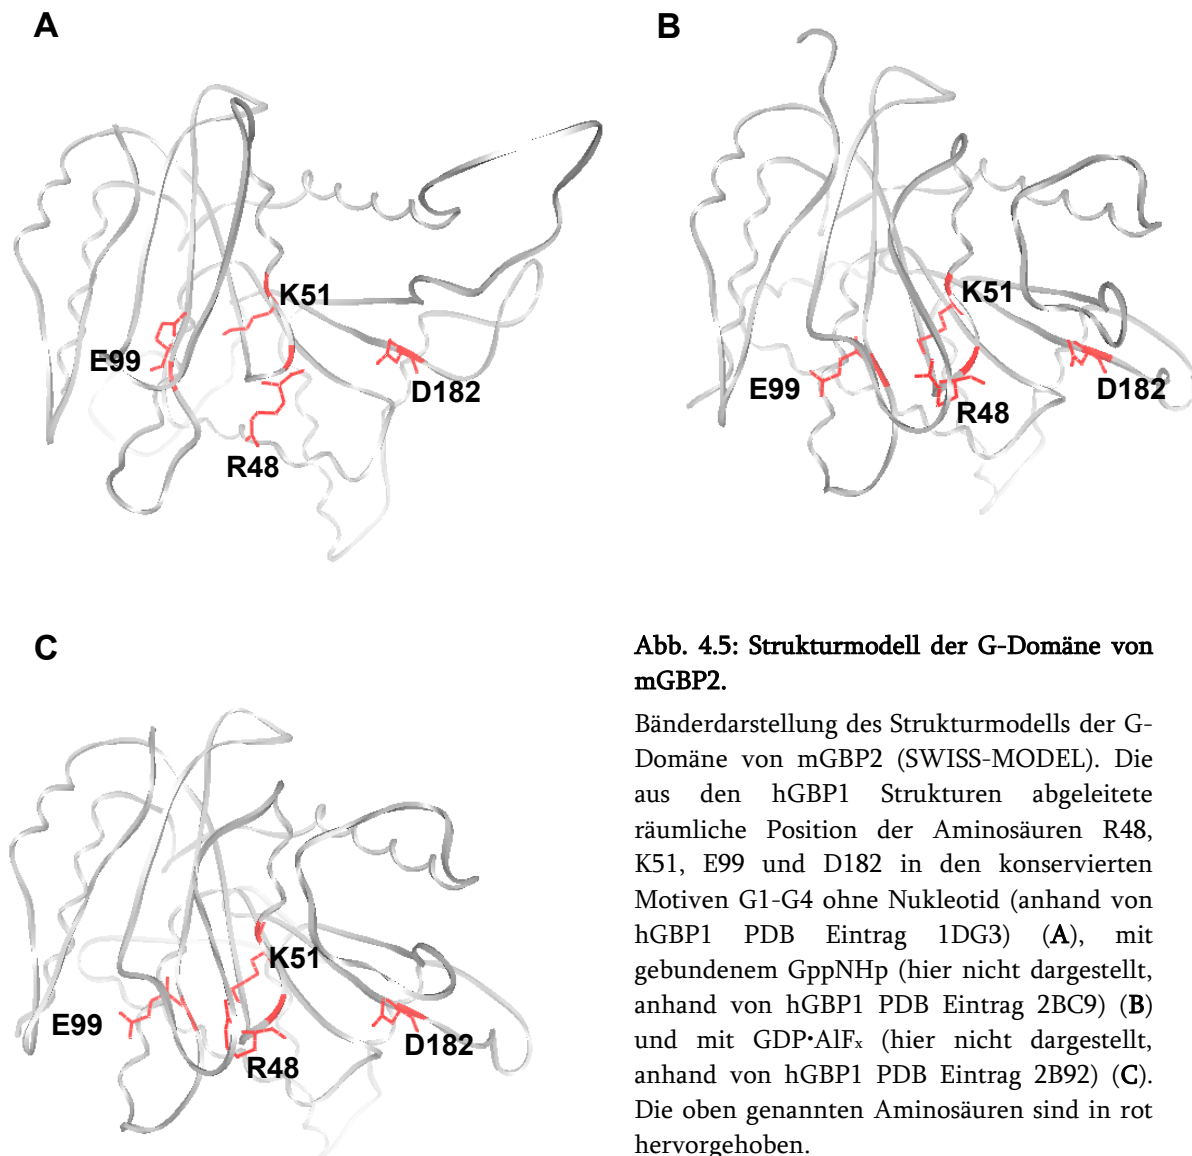 A
B
K51
E99
D182
R48
K51
E99
D182
R48
C
K51
E99
D182
R48
Abb. 4.5: Strukturmodell der G-Domäne von
mGBP2.
Bänderdarstellung des Strukturmodells der G-
Domäne von mGBP2 (SWISS-MODEL). Die
aus den hGBP1 Strukturen abgeleitete
räumliche Position der Aminosäuren R48,
K51, E99 und D182 in den konservierten
Motiven G1-G4 ohne Nukleotid (anhand von
hGBP1 PDB Eintrag 1DG3) (A), mit
gebundenem GppNHp (hier nicht dargestellt,
anhand von hGBP1 PDB Eintrag 2BC9) (B)
und mit GDP•AlFₓ (hier nicht dargestellt,
anhand von hGBP1 PDB Eintrag 2B92) (C).
Die oben genannten Aminosäuren sind in rot
hervorgehoben.